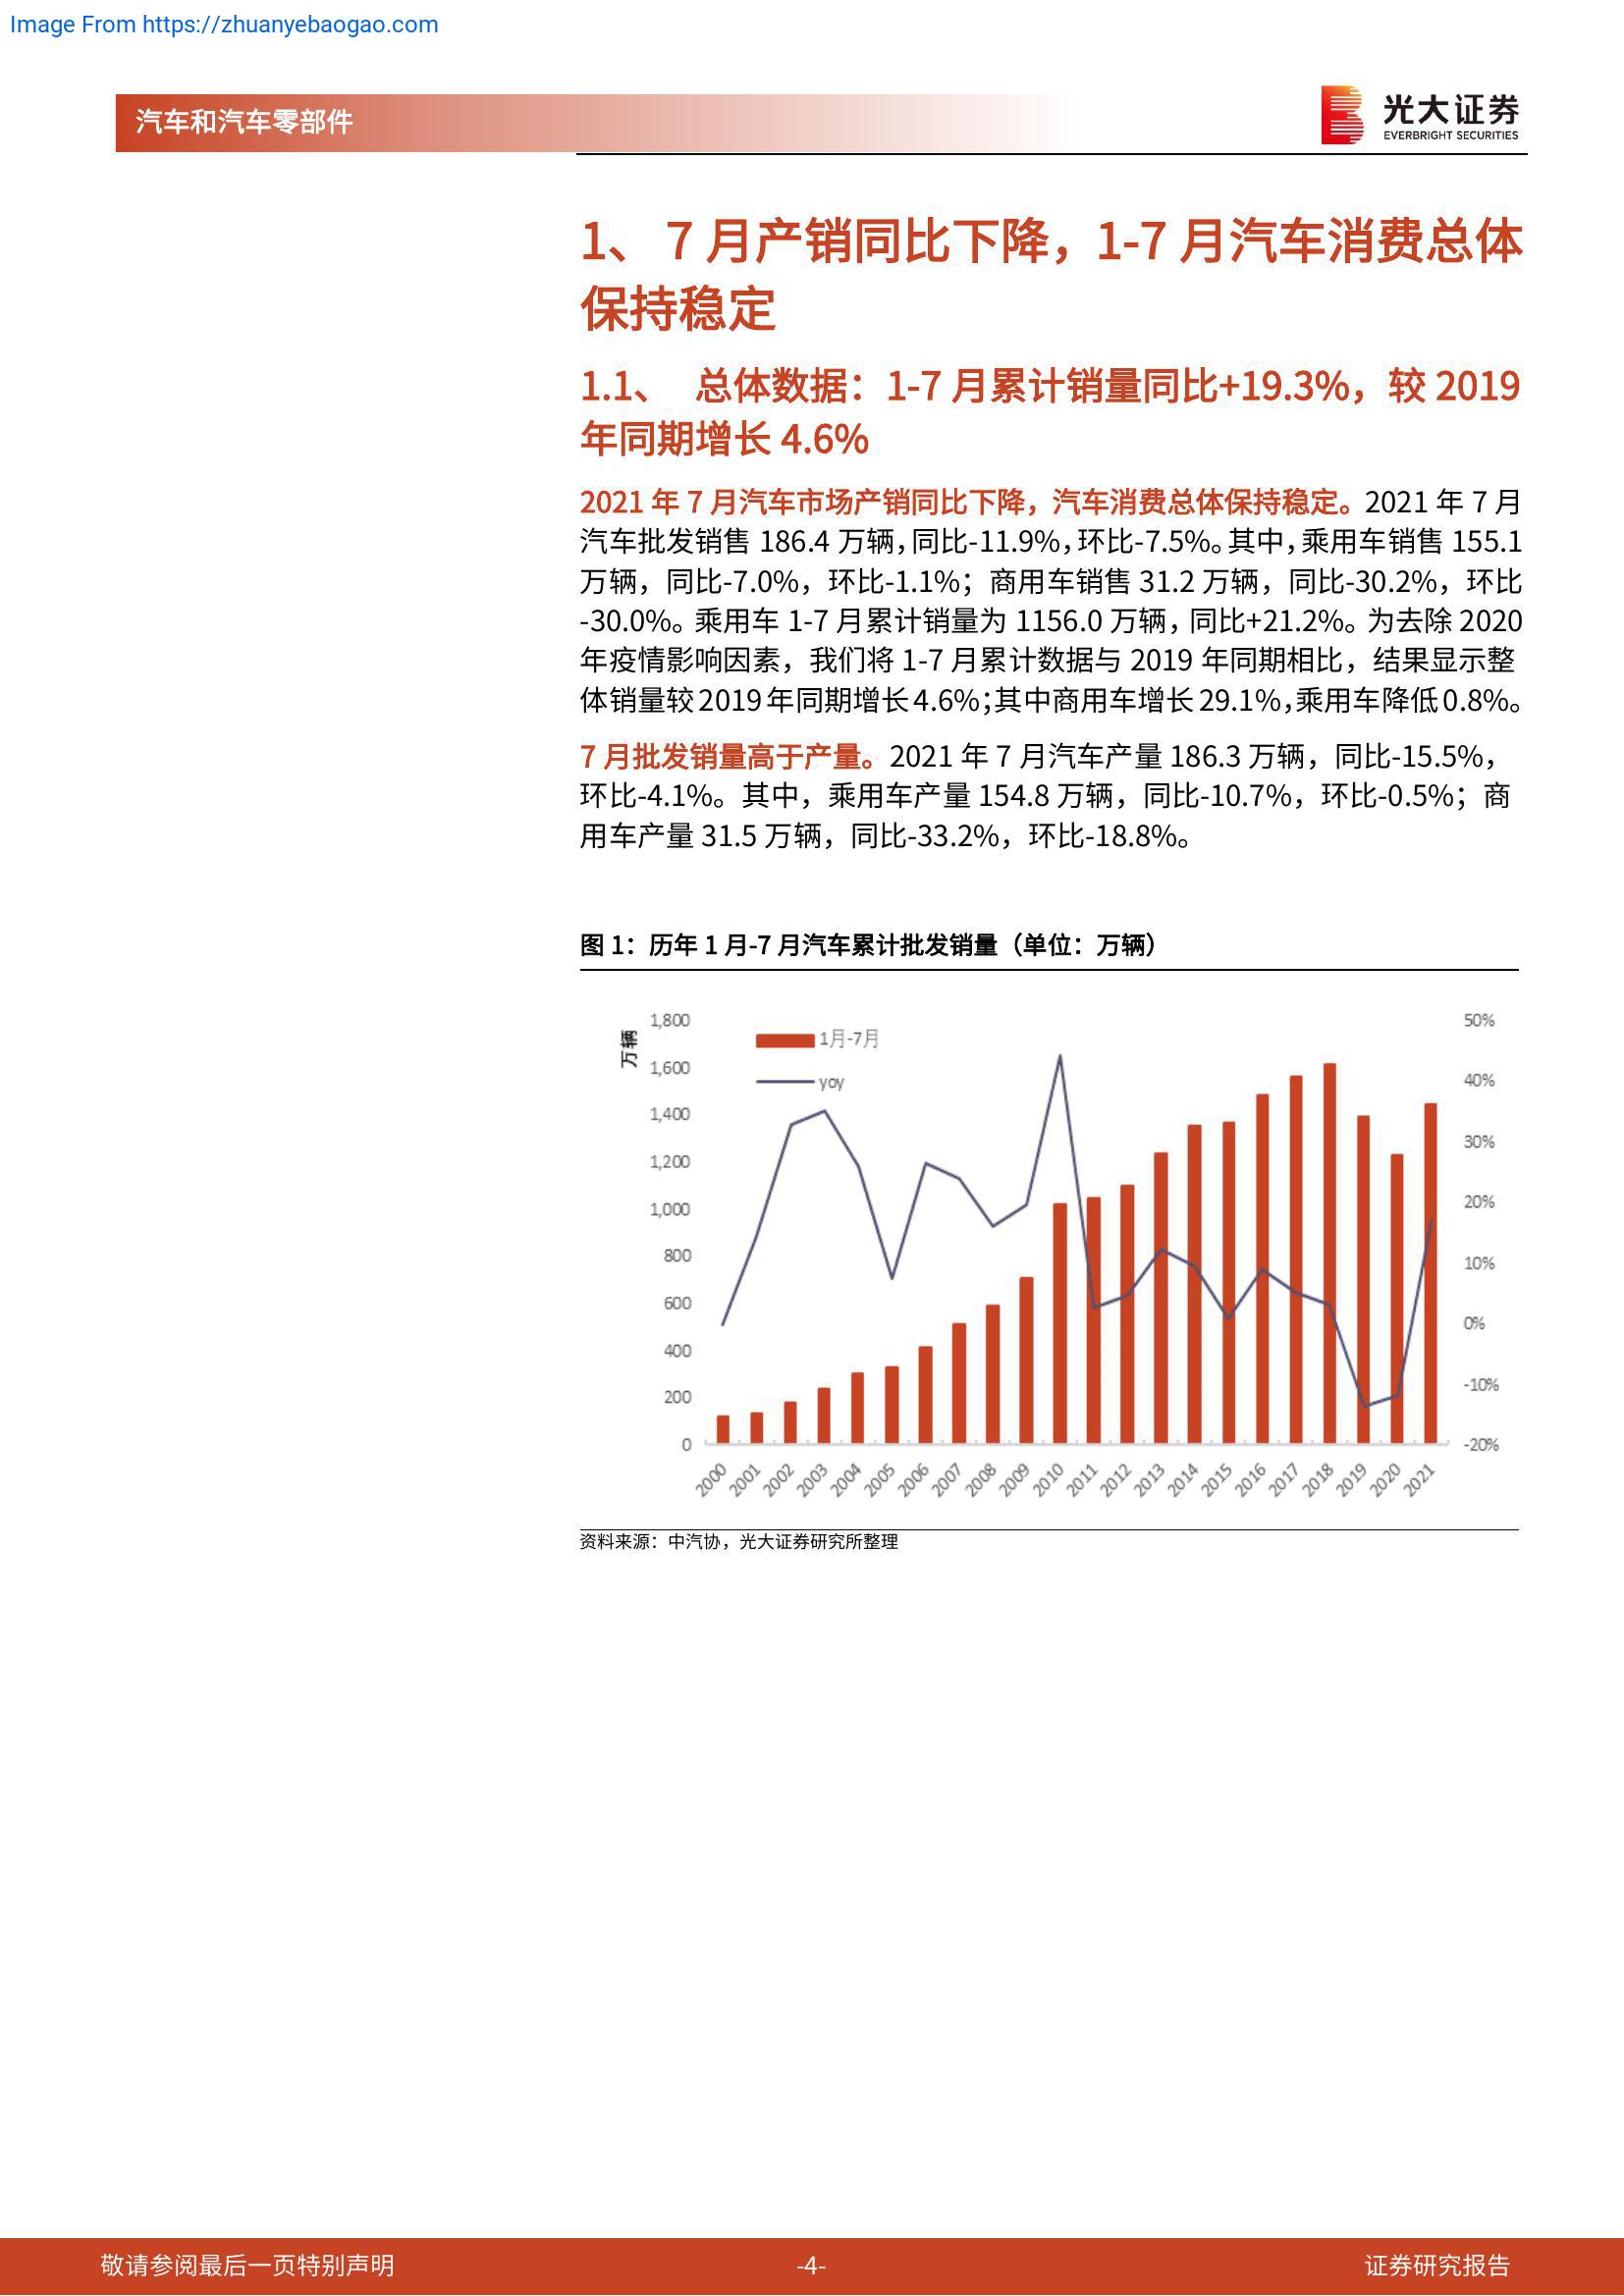 Image From https://zhuanyebaogao.com
汽车和汽车零部件
光大证券
EVERBRIGHT SECURITIES
1、 7 月产销同比下降，1-7 月汽车消费总体
保持稳定
1.1、 总体数据：1-7 月累计销量同比+19.3%，较 2019
年同期增长 4.6%
2021 年 7 月汽车市场产销同比下降，汽车消费总体保持稳定。2021 年 7 月
汽车批发销售 186.4 万辆，同比-11.9%，环比-7.5%。其中，乘用车销售 155.1
万辆，同比-7.0%，环比-1.1%；商用车销售 31.2 万辆，同比-30.2%，环比
-30.0%。乘用车 1-7 月累计销量为 1156.0 万辆，同比+21.2%。为去除 2020
年疫情影响因素，我们将 1-7 月累计数据与 2019 年同期相比，结果显示整
体销量较 2019 年同期增长 4.6%；其中商用车增长 29.1%，乘用车降低 0.8%。
7 月批发销量高于产量。2021 年 7 月汽车产量 186.3 万辆，同比-15.5%，
环比-4.1%。其中，乘用车产量 154.8 万辆，同比-10.7%，环比-0.5%；商
用车产量 31.5 万辆，同比-33.2%，环比-18.8%。
图 1：历年 1 月-7 月汽车累计批发销量（单位：万辆）
万辆
1,800
1,600
1,400
1,200
1,000
800
600
400
200
0
1月-7月
yoy
50%
40%
30%
20%
10%
0%
-10%
-20%
2000 2001 2002 2003 2004 2005 2006 2007 2008 2009 2010 2011 2012 2013 2014 2015 2016 2017 2018 2019 2020 2021
资料来源：中汽协，光大证券研究所整理
敬请参阅最后一页特别声明
-4-
证券研究报告